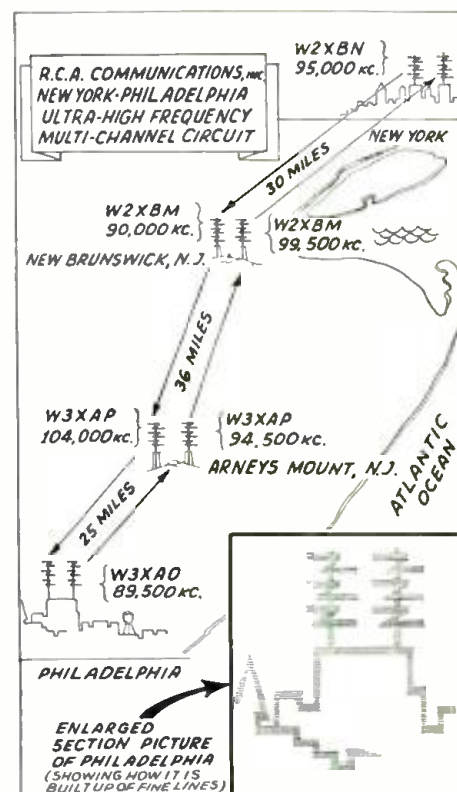 R.C.A. COMMUNICATIONS, INC.
NEW YORK-PHILADELPHIA
ULTRA-HIGH FREQUENCY
MULTI-CHANNEL CIRCUIT
W2XBN
95,000 KC.
NEW YORK
30 MILES
W2XBM
90,000 KC.
W2XBM
99,500 KC.
NEW BRUNSWICK, N.J.
36 MILES
W3XAP
104,000 KC.
W3XAP
94,500 KC.
ARNEYS MOUNT, N.J.
ATLANTIC
OCEAN
25 MILES
W3XAO
89,500 KC.
PHILADELPHIA
ENLARGED
SECTION PICTURE
OF PHILADELPHIA
(SHOWING HOW IT IS
BUILT UP OF FINE LINES)